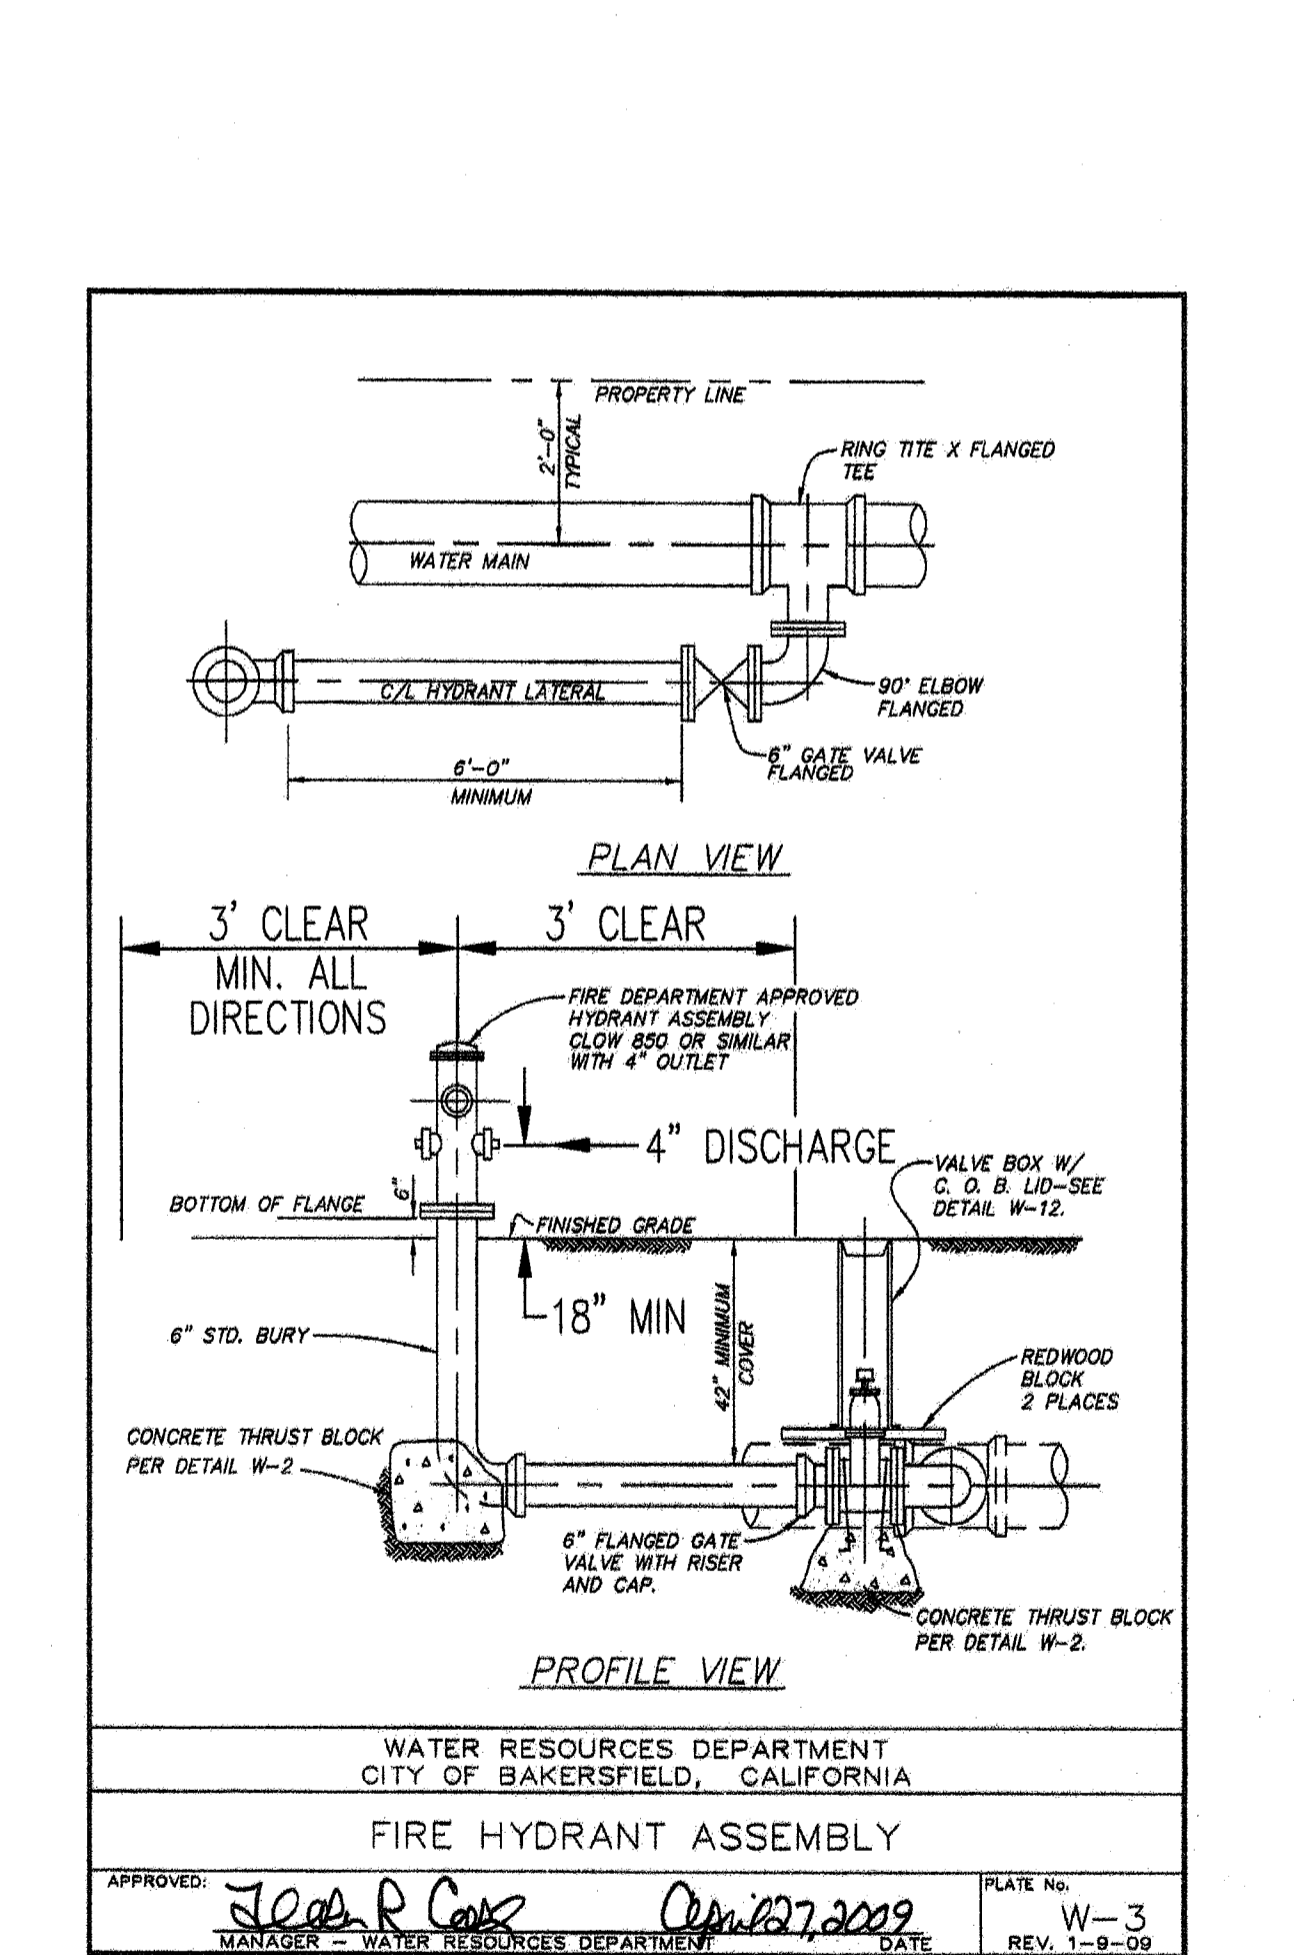 PROPERTY LINE
2'-0"
TYPICAL
RING TITE X FLANGED
TEE
WATER MAIN
C/L HYDRANT LATERAL
90° ELBOW
FLANGED
6" GATE VALVE
FLANGED
6'-0"
MINIMUM
PLAN VIEW
3' CLEAR
MIN. ALL
DIRECTIONS
3' CLEAR
FIRE DEPARTMENT APPROVED
HYDRANT ASSEMBLY
CLOW 850 OR SIMILAR
WITH 4" OUTLET
4" DISCHARGE
VALVE BOX W/
C. O. B. LID-SEE
DETAIL W-12.
BOTTOM OF FLANGE
6"
FINISHED GRADE
18" MIN
42" MINIMUM
COVER
6" STD. BURY
REDWOOD
BLOCK
2 PLACES
CONCRETE THRUST BLOCK
PER DETAIL W-2
6" FLANGED GATE
VALVE WITH RISER
AND CAP.
CONCRETE THRUST BLOCK
PER DETAIL W-2.
PROFILE VIEW
WATER RESOURCES DEPARTMENT
CITY OF BAKERSFIELD, CALIFORNIA
FIRE HYDRANT ASSEMBLY
APPROVED:
April 27, 2009
MANAGER - WATER RESOURCES DEPARTMENT
DATE
PLATE No.
W-3
REV. 1-9-09